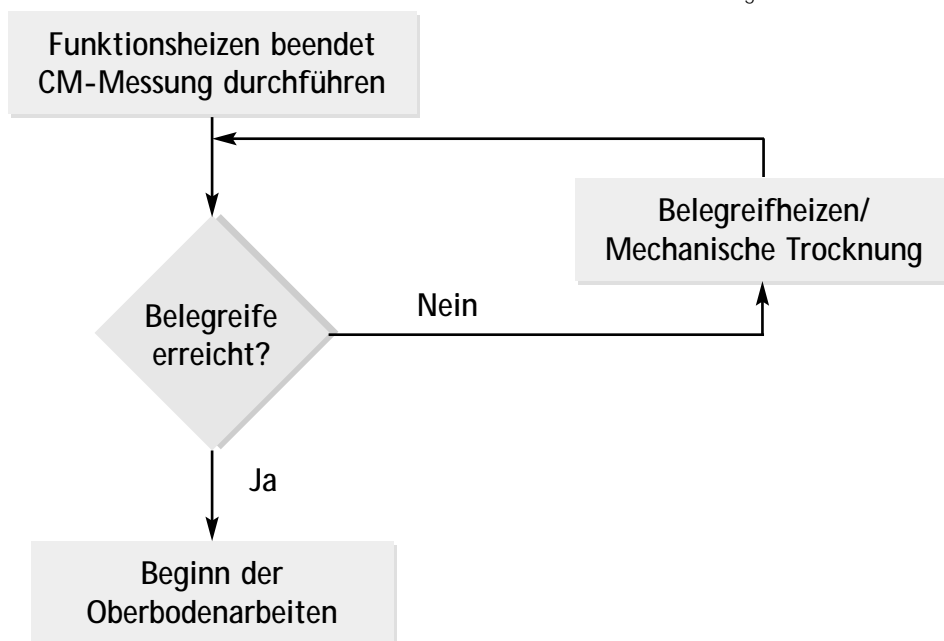 Funktionsheizen beendet
CM-Messung durchführen
Belegreifheizen/
Mechanische Trocknung
Nein
Belegreife
erreicht?
Ja
Beginn der
Oberbodenarbeiten